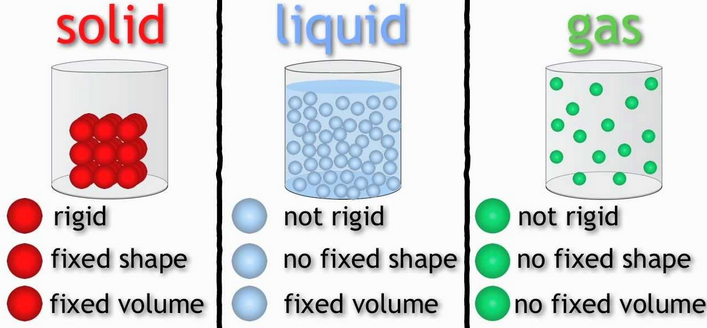 solid
rigid
fixed shape
fixed volume
liquid
not rigid
no fixed shape
fixed volume
gas
not rigid
no fixed shape
no fixed volume